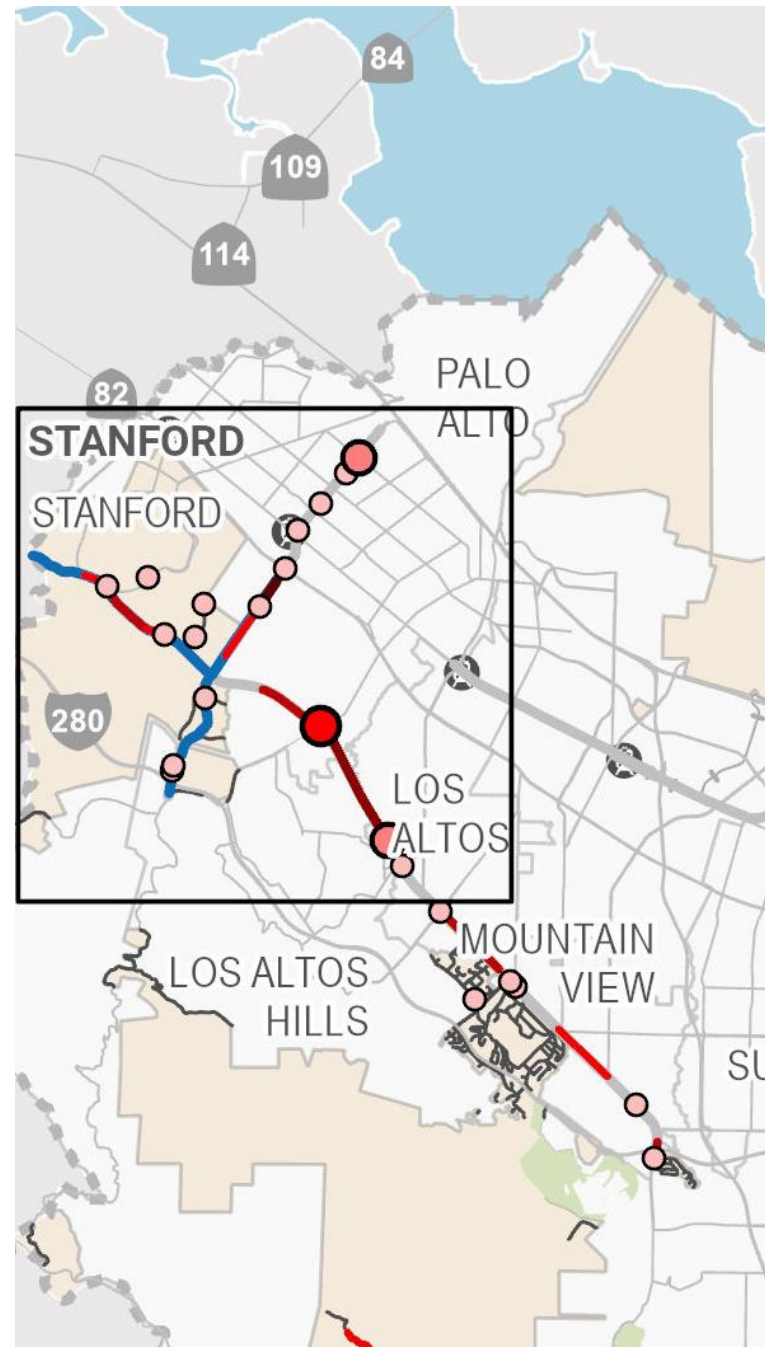 84
109
114
82
PALO
ALTO
STANFORD
STANFORD
280
LOS
ALTOS
MOUNTAIN
VIEW
LOS ALTOS
HILLS
SU